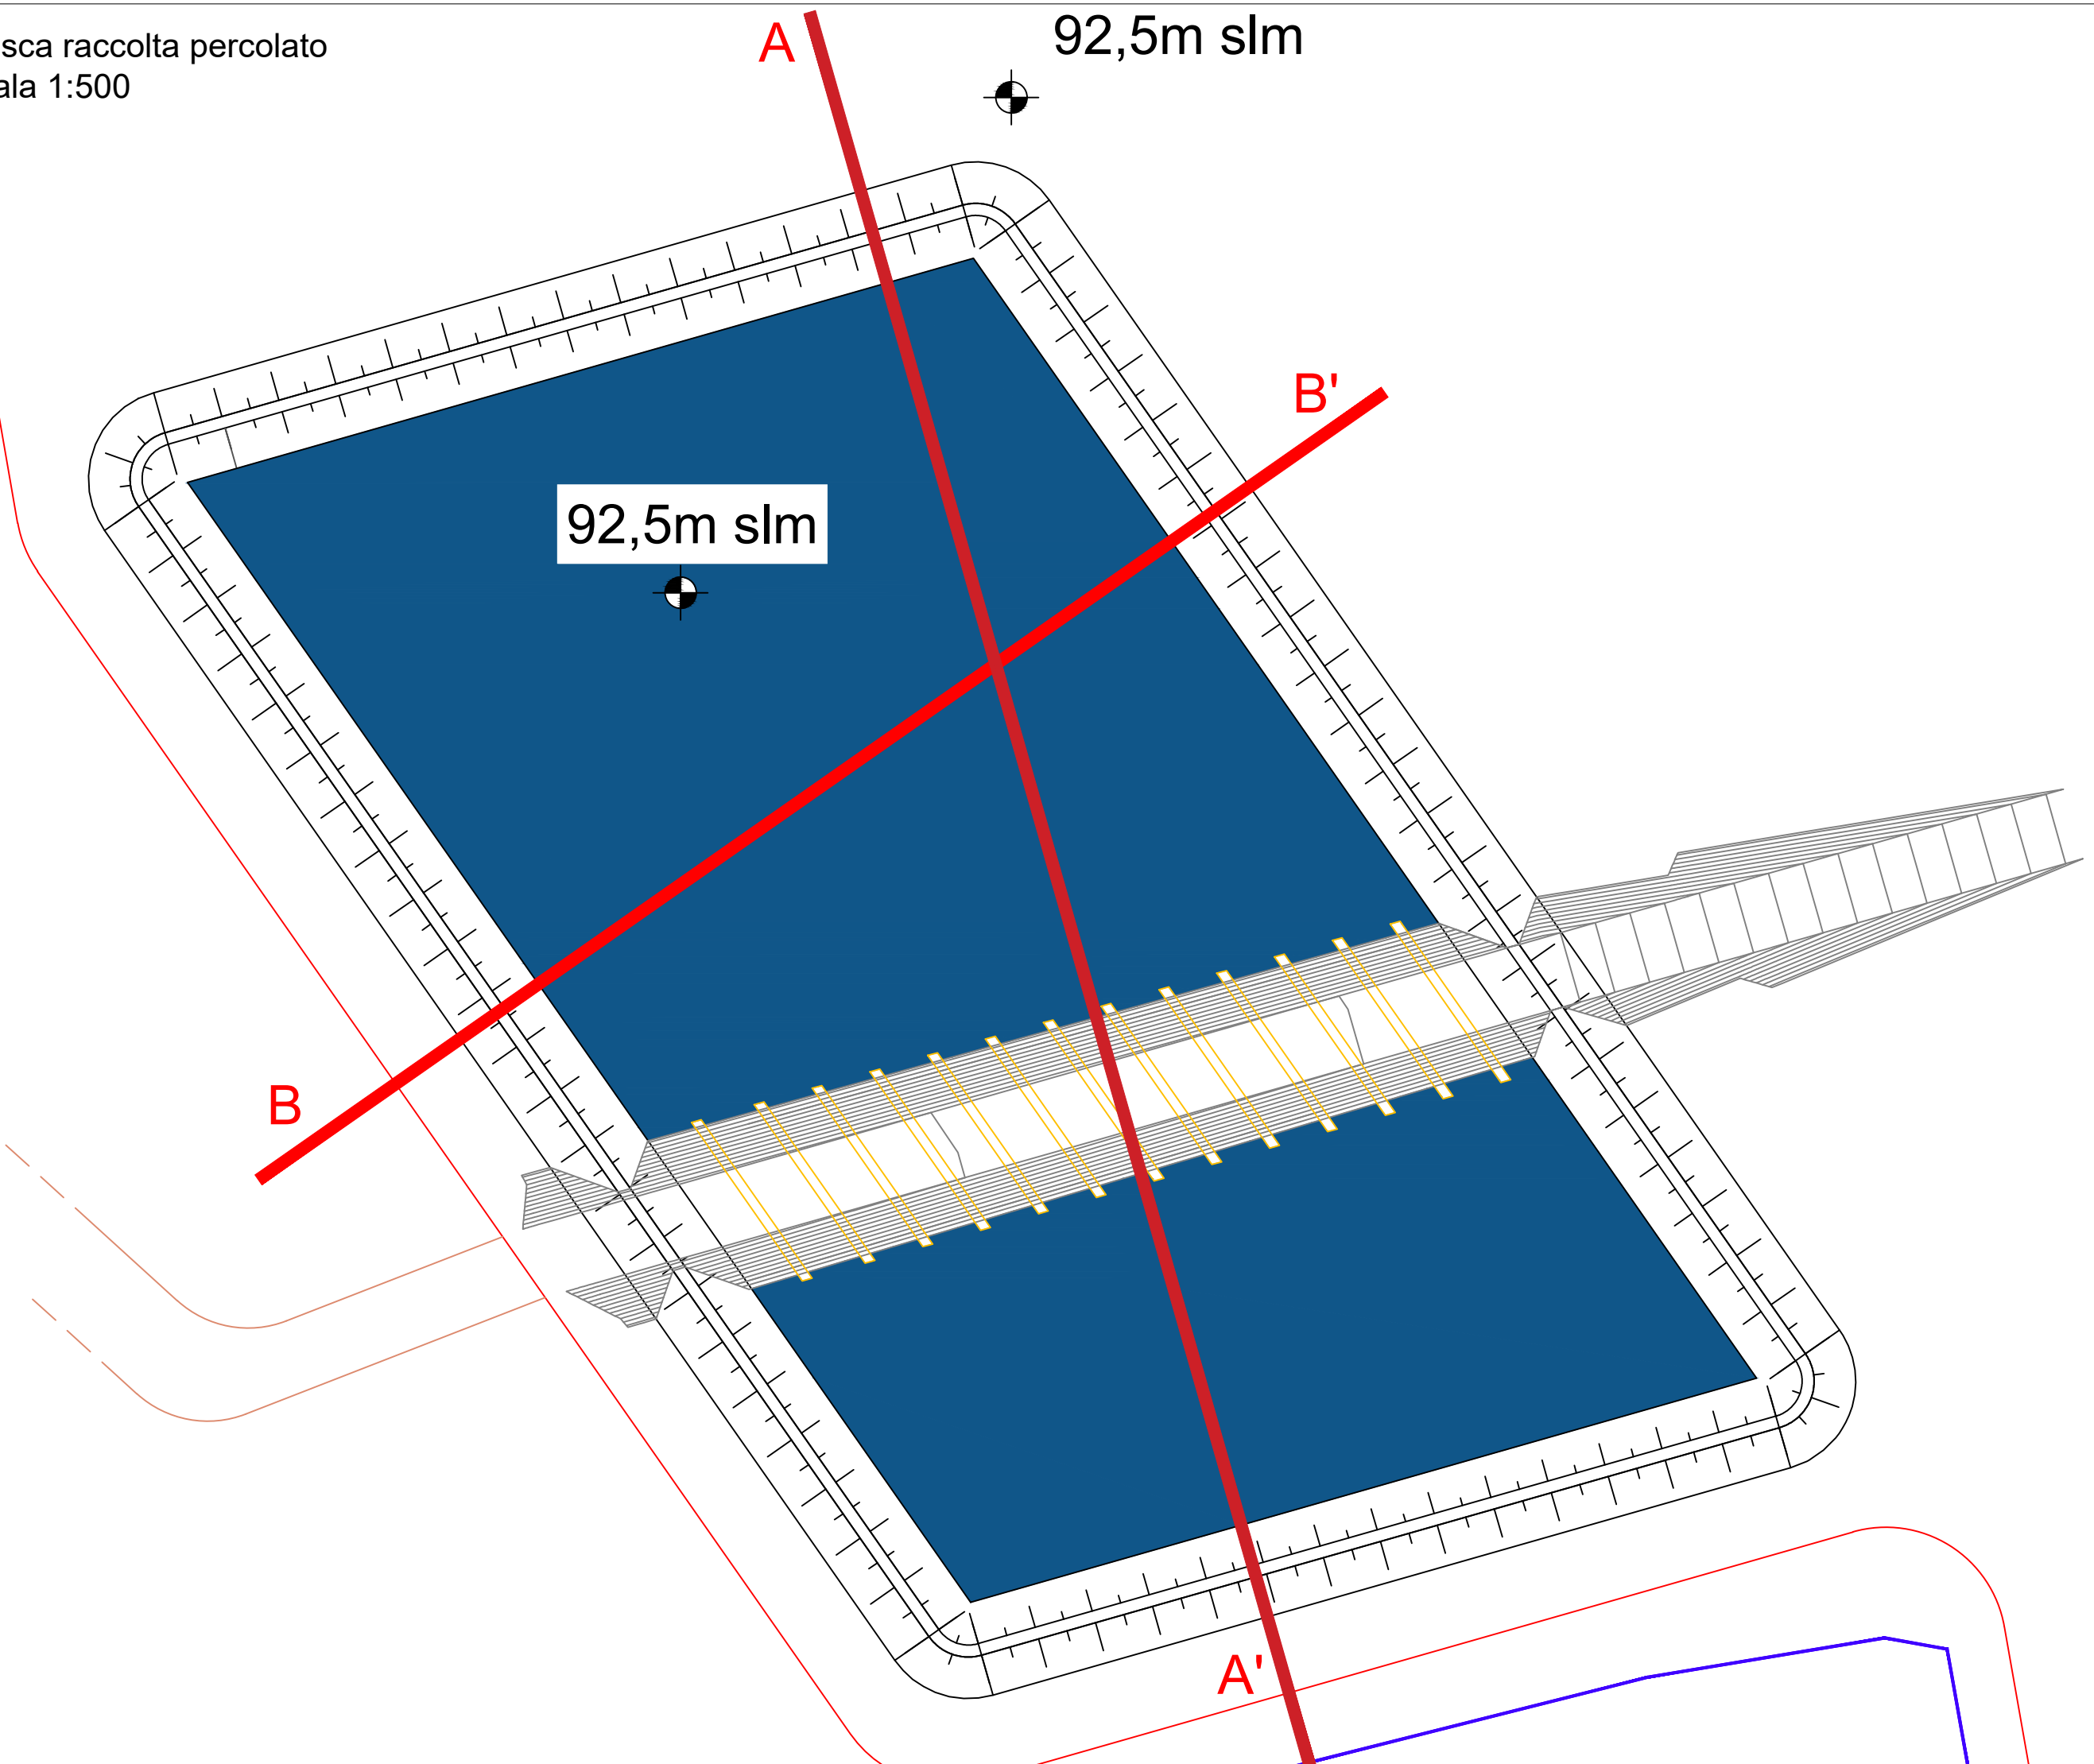 sca raccolta percolato
ala 1:500
A
92,5m slm
B'
92,5m slm
B
A'